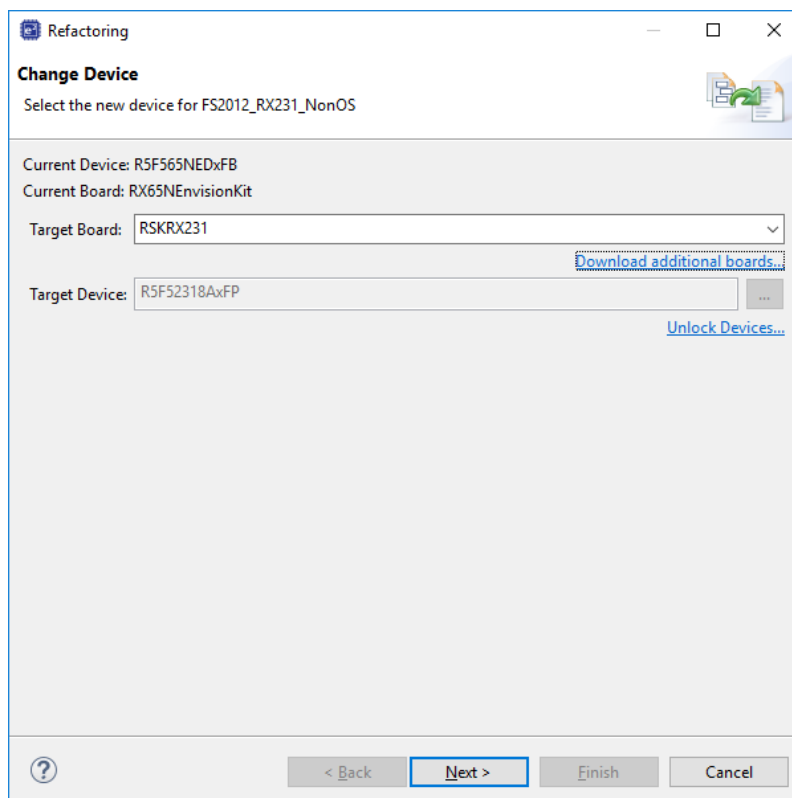 Refactoring
Change Device
Select the new device for FS2012_RX231_NonOS
Current Device: R5F565NEDxFB
Current Board: RX65NEnvisionKit
Target Board: RSKRX231
Download additional boards...
Target Device: R5F52318AxFP ...
Unlock Devices...
? < Back Next > Finish Cancel